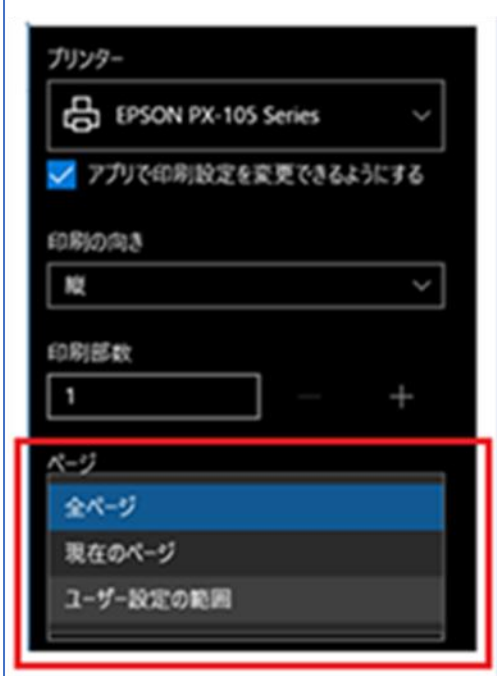 プリンター
EPSON PX-105 Series
アプリで印刷設定を変更できるようにする
印刷の向き
縦
印刷部数
1
ページ
全ページ
現在のページ
ユーザー設定の範囲